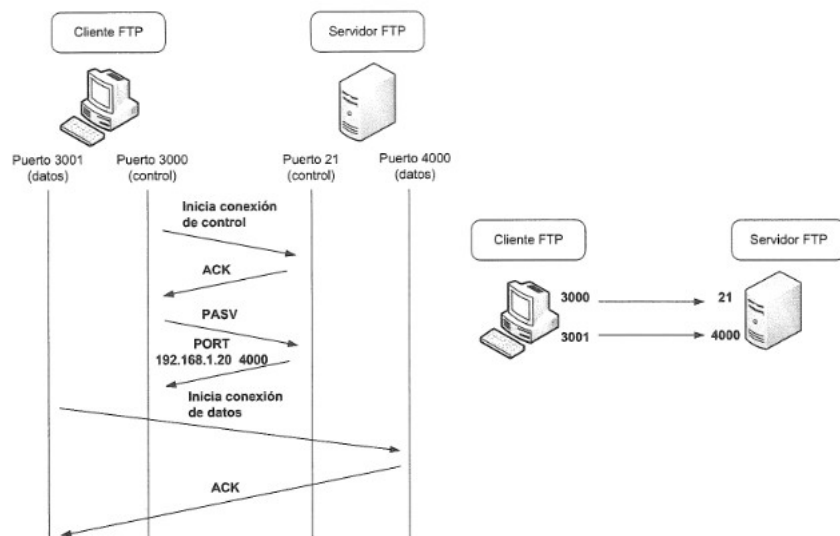 Cliente FTP
Servidor FTP
Puerto 3001
(datos)
Puerto 3000
(control)
Puerto 21
(control)
Puerto 4000
(datos)
Inicia conexión
de control
ACK
PASV
PORT
192.168.1.20 4000
Inicia conexión
de datos
ACK
Cliente FTP
Servidor FTP
3000
21
3001
4000